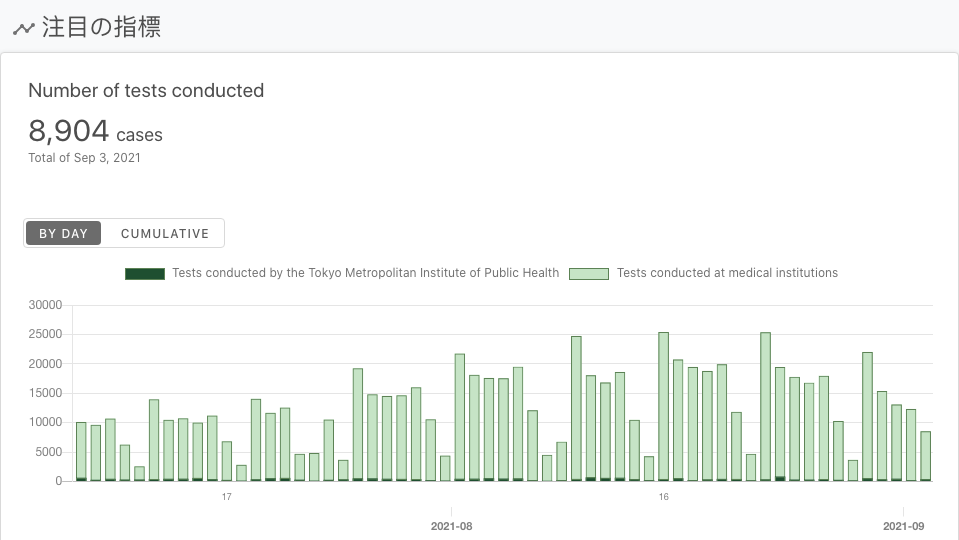 注目の指標
Number of tests conducted
8,904 cases
Total of Sep 3, 2021
BY DAY CUMULATIVE
Tests conducted by the Tokyo Metropolitan Institute of Public Health Tests conducted at medical institutions
30000
25000
20000
15000
10000
5000
0
17 16
2021-08 2021-09